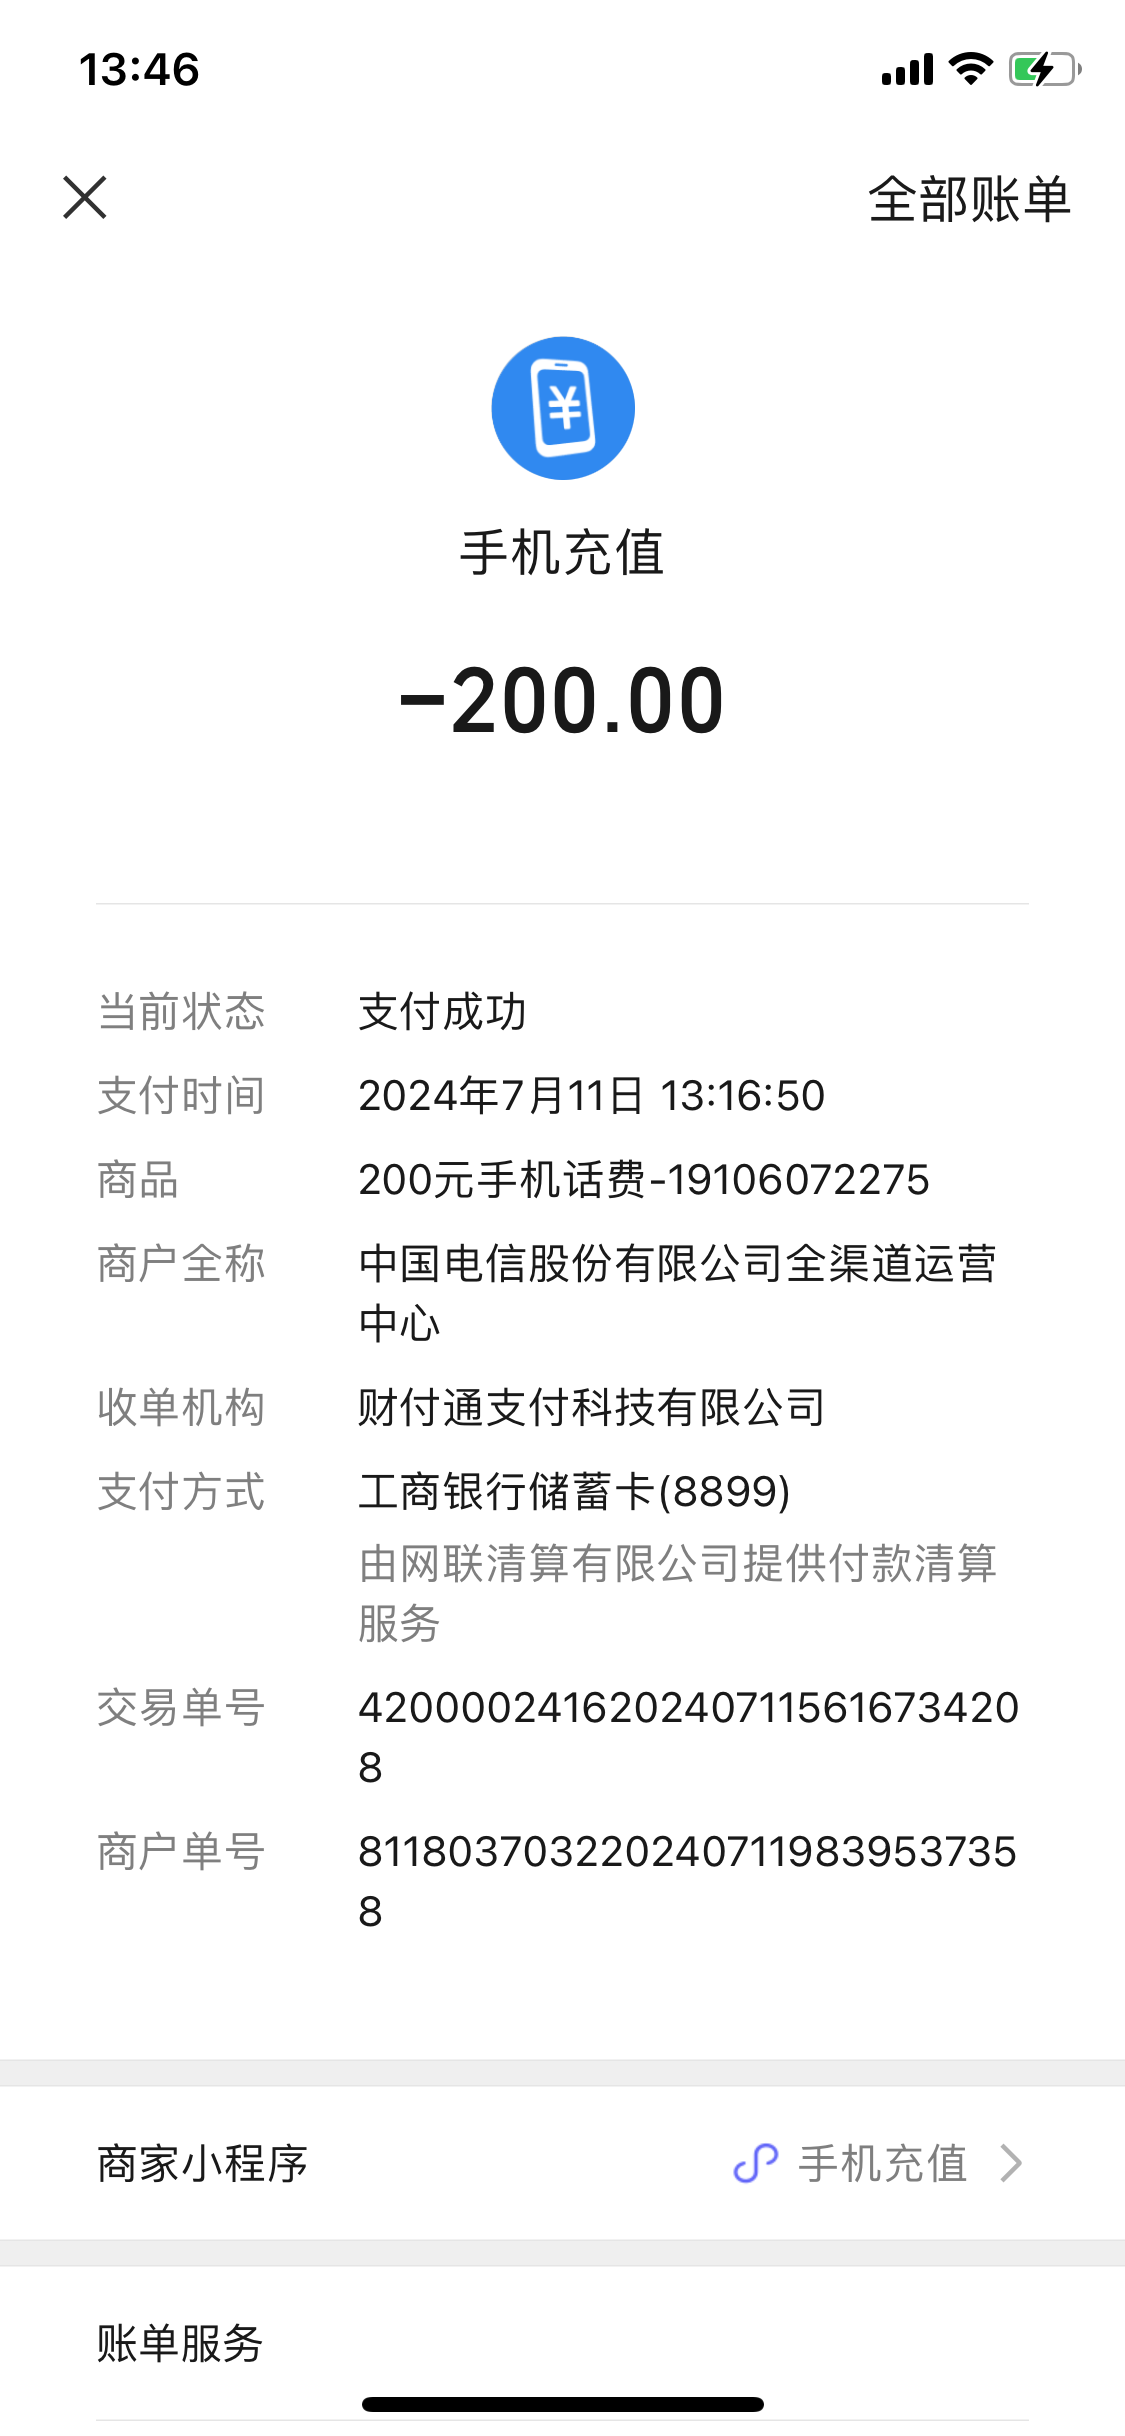 13:46
全部账单
¥
手机充值
-200.00
当前状态 支付成功
支付时间 2024年7月11日 13:16:50
商品 200元手机话费-19106072275
商户全称 中国电信股份有限公司全渠道运营
中心
收单机构 财付通支付科技有限公司
支付方式 工商银行储蓄卡(8899)
由网联清算有限公司提供付款清算
服务
交易单号 420000241620240711561673420
8
商户单号 811803703220240711983953735
8
商家小程序 手机充值
账单服务